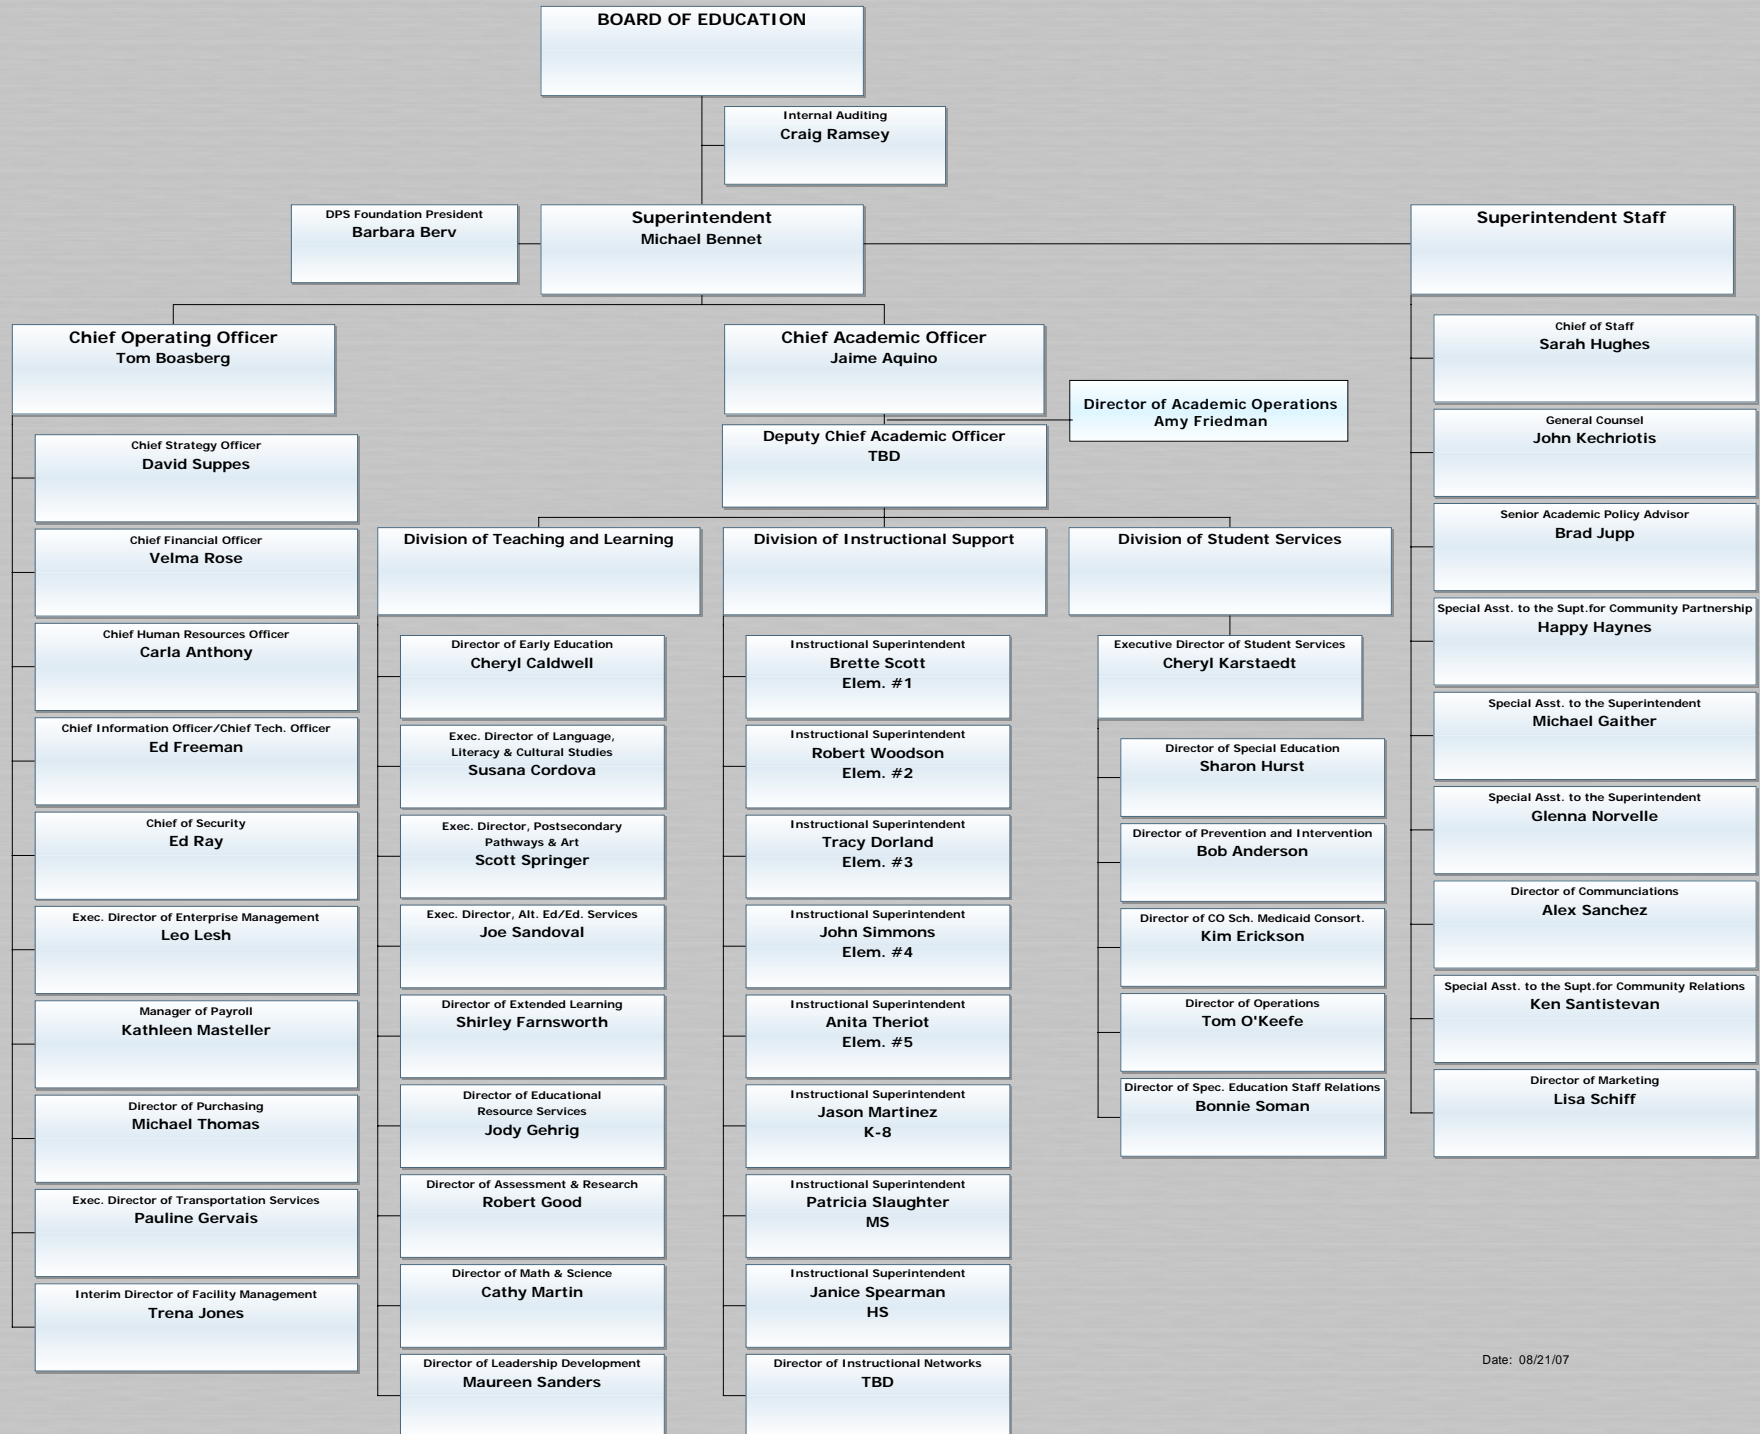 BOARD OF EDUCATION
Internal Auditing
Craig Ramsey
DPS Foundation President
Barbara Berv
Superintendent
Michael Bennet
Superintendent Staff
Chief Operating Officer
Tom Boasberg
Chief Strategy Officer
David Suppes
Chief Financial Officer
Velma Rose
Chief Human Resources Officer
Carla Anthony
Chief Information Officer/Chief Tech. Officer
Ed Freeman
Chief of Security
Ed Ray
Exec. Director of Enterprise Management
Leo Lesh
Manager of Payroll
Kathleen Masteller
Director of Purchasing
Michael Thomas
Exec. Director of Transportation Services
Pauline Gervais
Interim Director of Facility Management
Trena Jones
Chief Academic Officer
Jaime Aquino
Director of Academic Operations
Amy Friedman
Deputy Chief Academic Officer
TBD
Division of Teaching and Learning
Director of Early Education
Cheryl Caldwell
Exec. Director of Language,
Literacy & Cultural Studies
Susana Cordova
Exec. Director, Postsecondary
Pathways & Art
Scott Springer
Exec. Director, Alt. Ed/Ed. Services
Joe Sandoval
Director of Extended Learning
Shirley Farnsworth
Director of Educational
Resource Services
Jody Gehrig
Director of Assessment & Research
Robert Good
Director of Math & Science
Cathy Martin
Director of Leadership Development
Maureen Sanders
Division of Instructional Support
Instructional Superintendent
Brette Scott
Elem. #1
Instructional Superintendent
Robert Woodson
Elem. #2
Instructional Superintendent
Tracy Dorland
Elem. #3
Instructional Superintendent
John Simmons
Elem. #4
Instructional Superintendent
Anita Theriot
Elem. #5
Instructional Superintendent
Jason Martinez
K-8
Instructional Superintendent
Patricia Slaughter
MS
Instructional Superintendent
Janice Spearman
HS
Director of Instructional Networks
TBD
Division of Student Services
Executive Director of Student Services
Cheryl Karstaedt
Director of Special Education
Sharon Hurst
Director of Prevention and Intervention
Bob Anderson
Director of CO Sch. Medicaid Consort.
Kim Erickson
Director of Operations
Tom O'Keefe
Director of Spec. Education Staff Relations
Bonnie Soman
Chief of Staff
Sarah Hughes
General Counsel
John Kechriotis
Senior Academic Policy Advisor
Brad Jupp
Special Asst. to the Supt.for Community Partnership
Happy Haynes
Special Asst. to the Superintendent
Michael Gaither
Special Asst. to the Superintendent
Glenna Norvelle
Director of Communciations
Alex Sanchez
Special Asst. to the Supt.for Community Relations
Ken Santistevan
Director of Marketing
Lisa Schiff
Date: 08/21/07